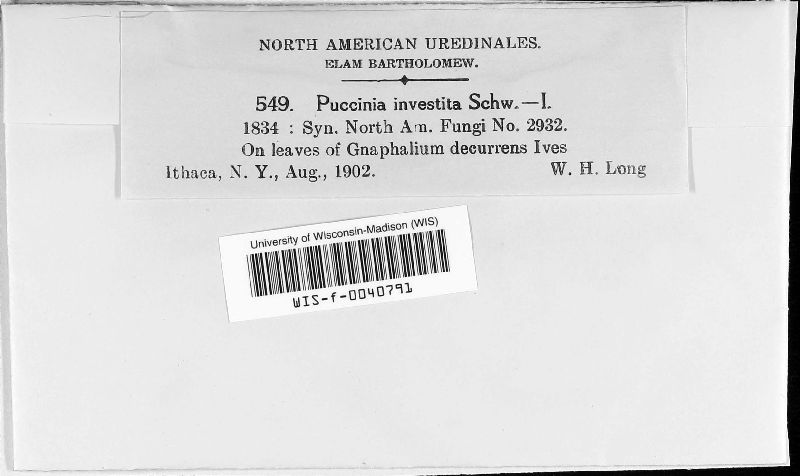 NORTH AMERICAN UREDINALES.
ELAM BARTHOLOMEW.
549. Puccinia investita Schw.—I.
1834 : Syn. North Am. Fungi No. 2932.
On leaves of Gnaphalium decurrens Ives
Ithaca, N. Y., Aug., 1902. W. H. Long
University of Wisconsin-Madison (WIS)
WIS-f-0040791